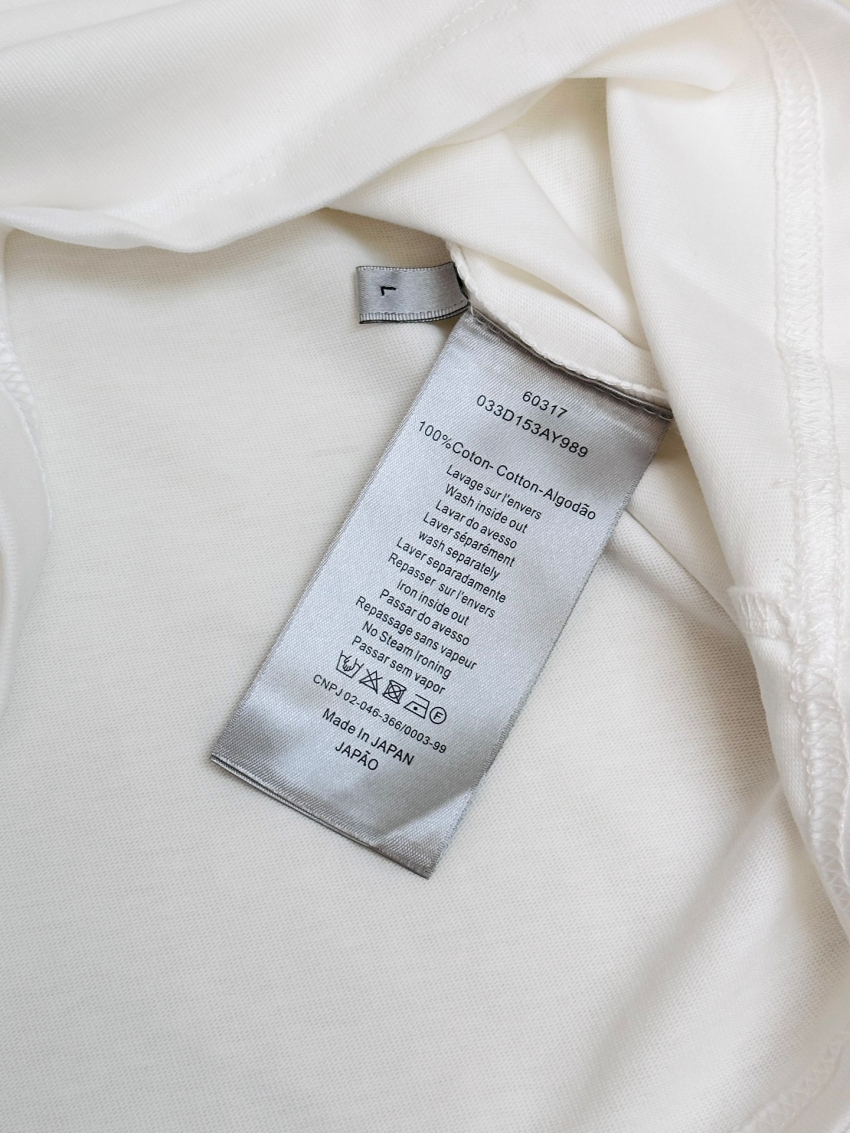 L
60317
033D153AY989
100%Coton- Cotton-Algodão
Lavage sur l'envers
Wash inside out
Lavar do avesso
Laver séparément
wash separately
Laver separadamente
Repasser sur l'envers
Iron inside out
Passar do avesso
Repassage sans vapeur
No Steam Ironing
Passar sem vapor
F
CNPJ 02-046-366/0003-99
Made In JAPAN
JAPÃO